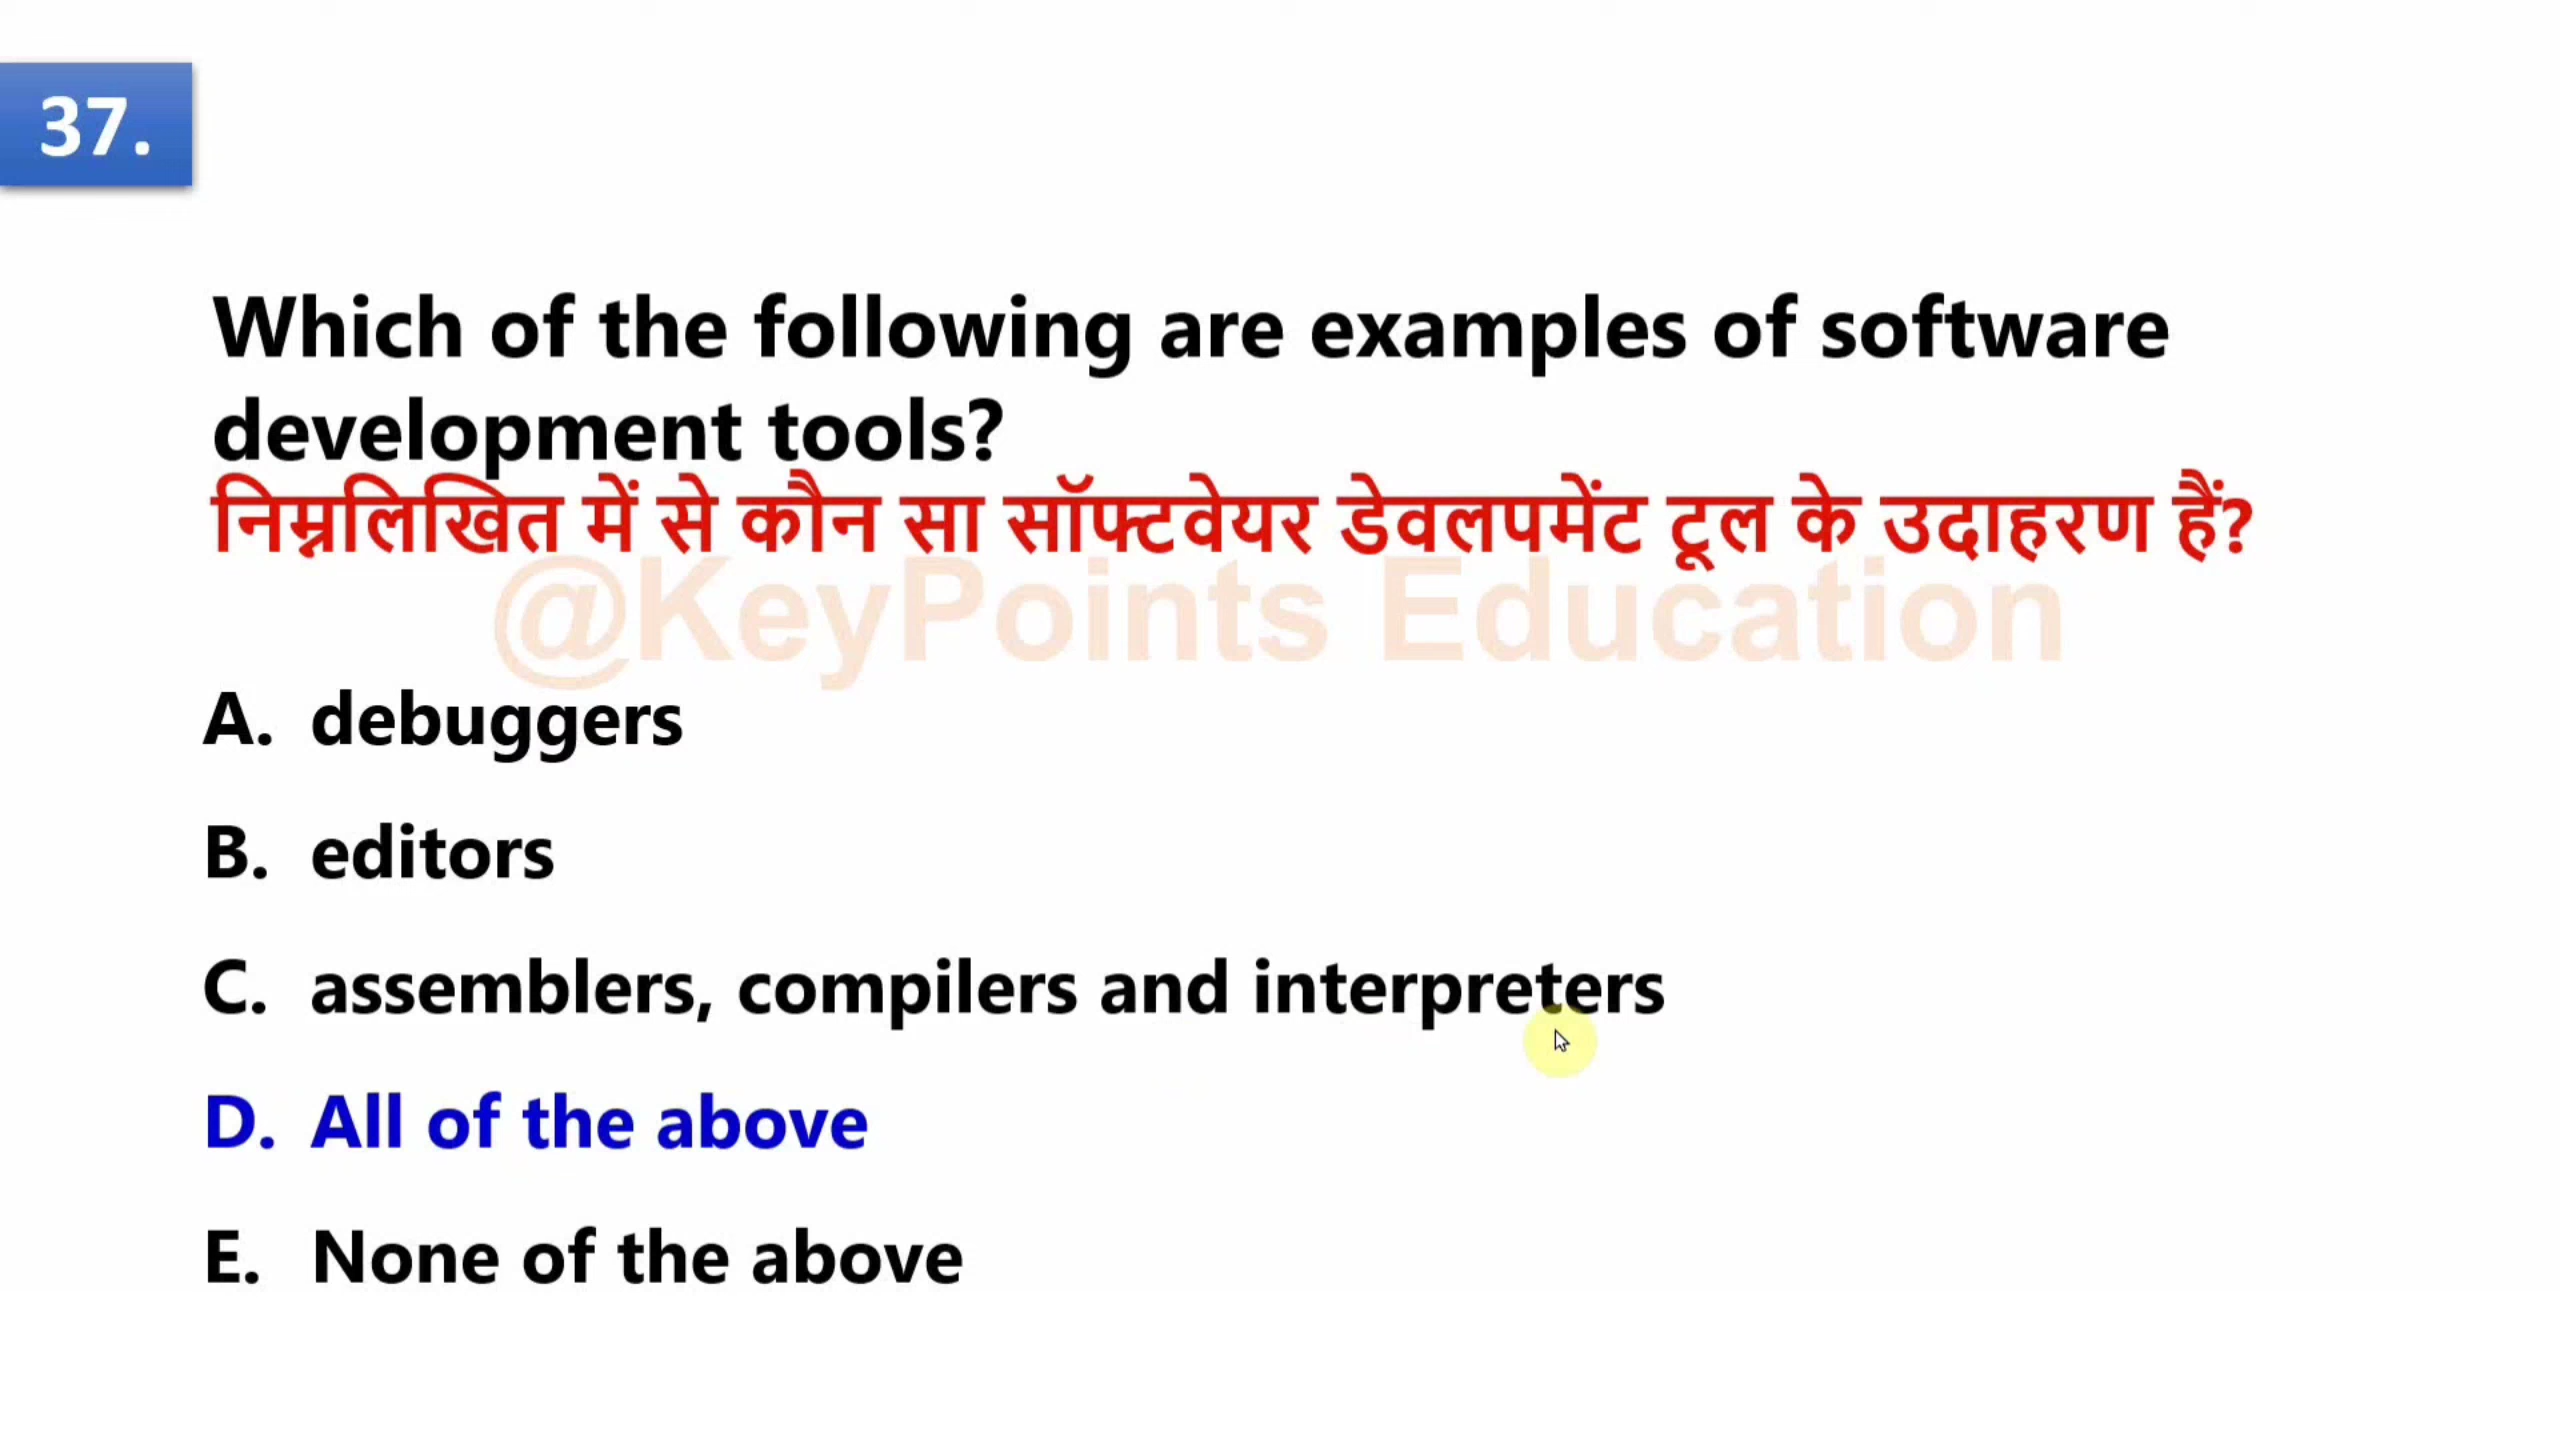 37.
Which of the following are examples of software
development tools?
निम्नलिखित में से कौन सा सॉफ्टवेयर डेवलपमेंट टूल के उदाहरण हैं?
@KeyPoints Education
A. debuggers
B. editors
C. assemblers, compilers and interpreters
D. All of the above
E. None of the above